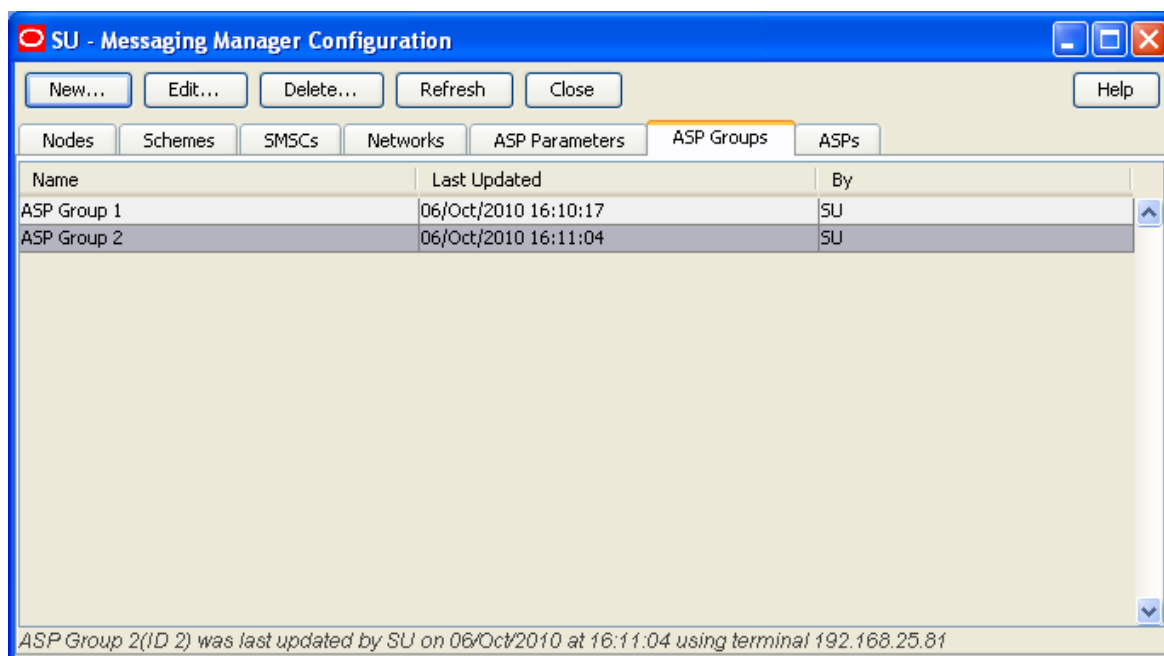 SU - Messaging Manager Configuration
New... Edit... Delete... Refresh Close Help
Nodes Schemes SMSCs Networks ASP Parameters ASP Groups ASPs
Name Last Updated By
ASP Group 1 06/Oct/2010 16:10:17 SU
ASP Group 2 06/Oct/2010 16:11:04 SU
ASP Group 2(ID 2) was last updated by SU on 06/Oct/2010 at 16:11:04 using terminal 192.168.25.81